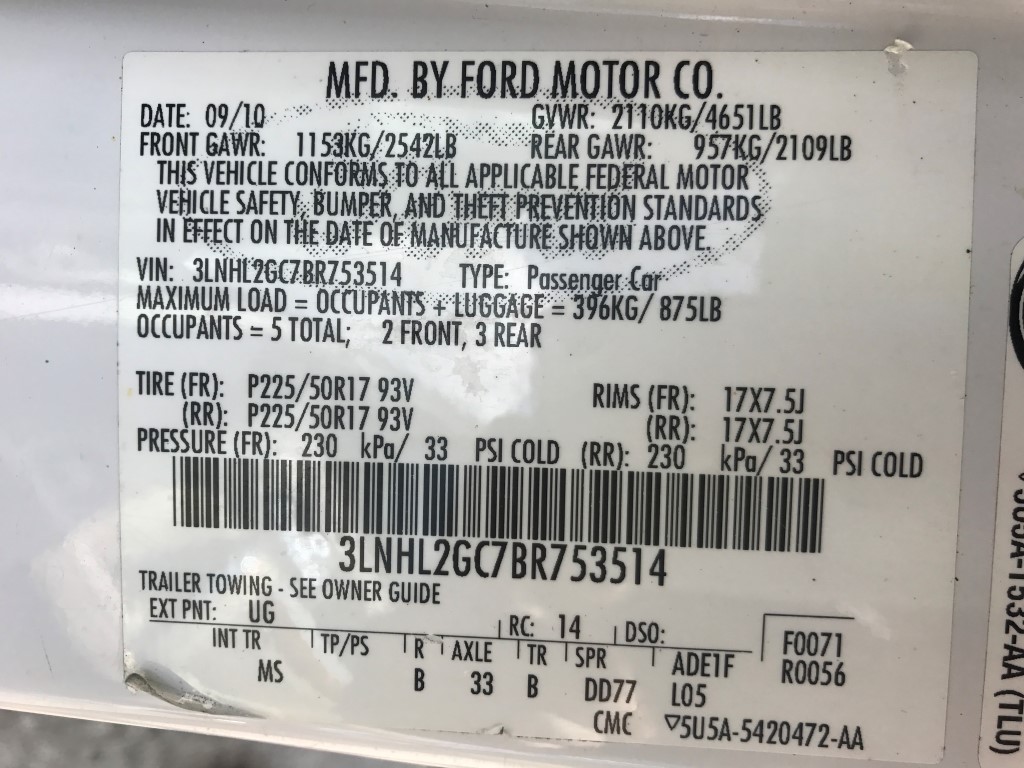 MFD. BY FORD MOTOR CO.
DATE: 09/10 GVWR: 2110KG/4651LB
FRONT GAWR: 1153KG/2542LB REAR GAWR: 957KG/2109LB
THIS VEHICLE CONFORMS TO ALL APPLICABLE FEDERAL MOTOR
VEHICLE SAFETY, BUMPER, AND THEFT PREVENTION STANDARDS
IN EFFECT ON THE DATE OF MANUFACTURE SHOWN ABOVE.
VIN: 3LNHL2GC7BR753514 TYPE: Passenger Car
MAXIMUM LOAD = OCCUPANTS + LUGGAGE = 396KG/ 875LB
OCCUPANTS = 5 TOTAL; 2 FRONT, 3 REAR
TIRE (FR): P225/50R17 93V RIMS (FR): 17X7.5J
(RR): P225/50R17 93V (RR): 17X7.5J
PRESSURE (FR): 230 kPa/ 33 PSI COLD (RR): 230 kPa/ 33 PSI COLD
3LNHL2GC7BR753514
TRAILER TOWING - SEE OWNER GUIDE
EXT PNT: UG RC: 14 DSO: F0071
INT TR TP/PS R AXLE TR SPR ADE1F R0056
MS B 33 B DD77 L05
CMC ▽5U5A-5420472-AA
(TLU)